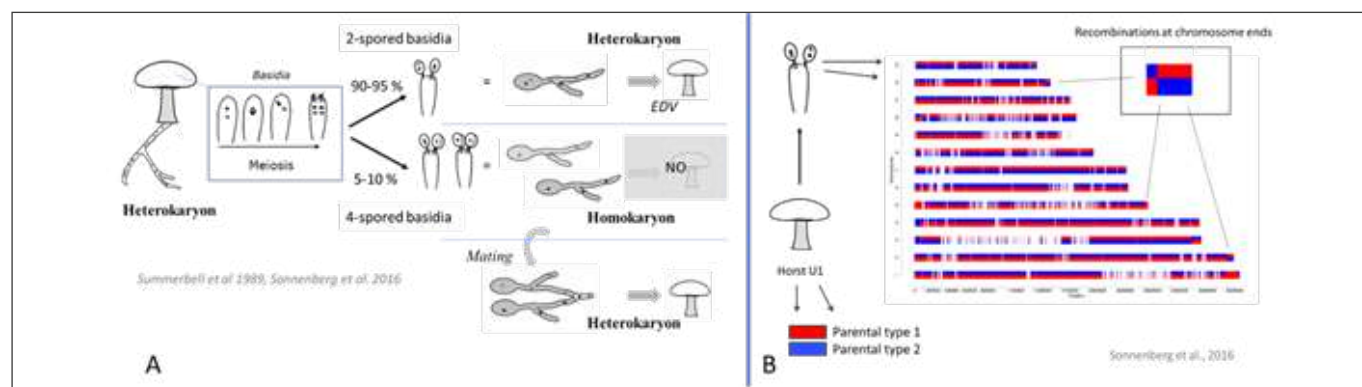 2-spored basidia
Heterokaryon
Basidia
90-95 %
=
EDV
Meiosis
5-10 %
=
NO
Heterokaryon
4-spored basidia
Homokaryon
Mating
Summerbell et al 1989, Sonnenberg et al. 2016
Heterokaryon
A
Recombinations at chromosome ends
Horst U1
Parental type 1
Parental type 2
B
Sonnenberg et al., 2016